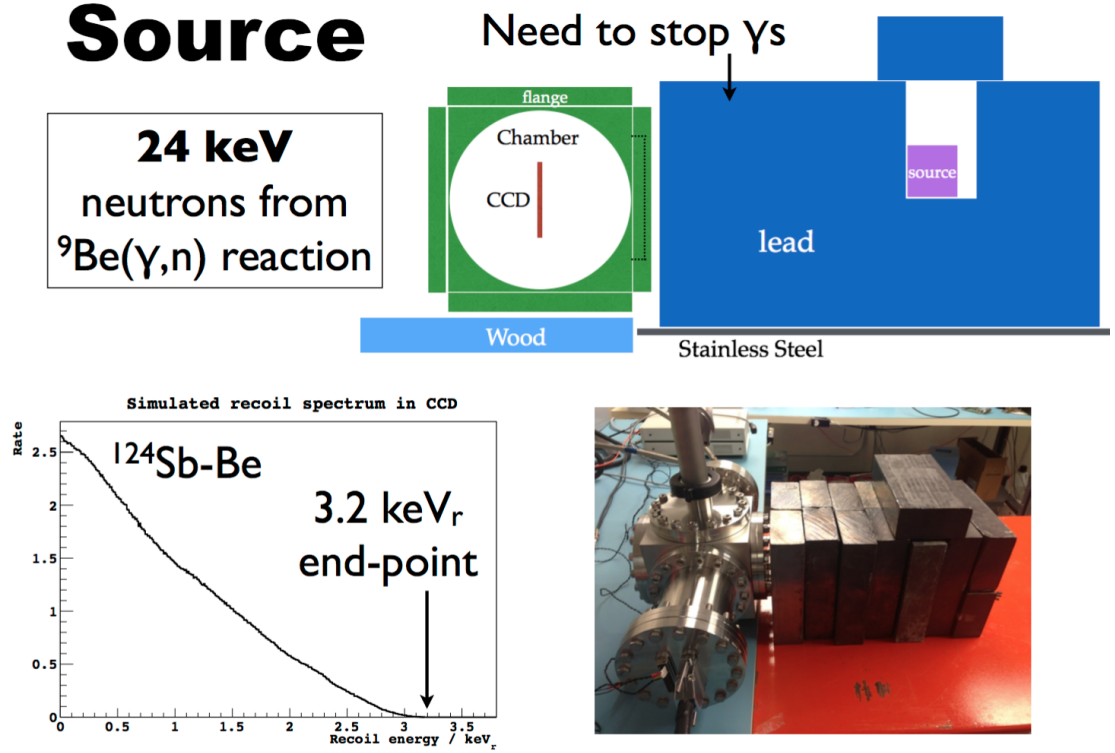 Source
Need to stop γs
24 keV
neutrons from
⁹Be(γ,n) reaction
flange
Chamber
CCD
source
lead
Wood
Stainless Steel
Simulated recoil spectrum in CCD
Rate
2.5
2
1.5
1
0.5
0
¹²⁴Sb-Be
3.2 keVᵣ
end-point
0 0.5 1 1.5 2 2.5 3 3.5
Recoil energy / keVᵣ